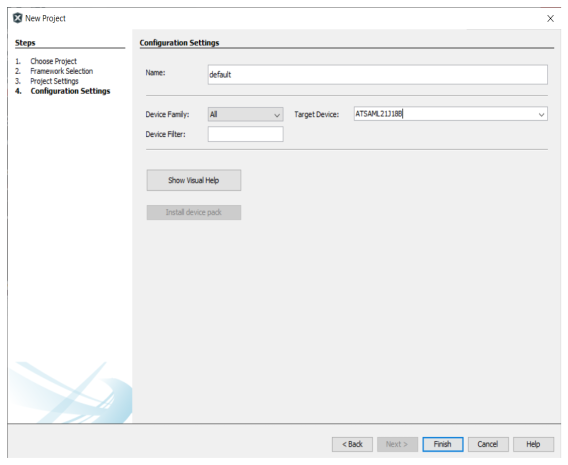 New Project
Steps
1. Choose Project
2. Framework Selection
3. Project Settings
4. Configuration Settings
Configuration Settings
Name: default
Device Family: All Target Device: ATSAML21J18B
Device Filter:
Show Visual Help
Install device pack
< Back Next > Finish Cancel Help